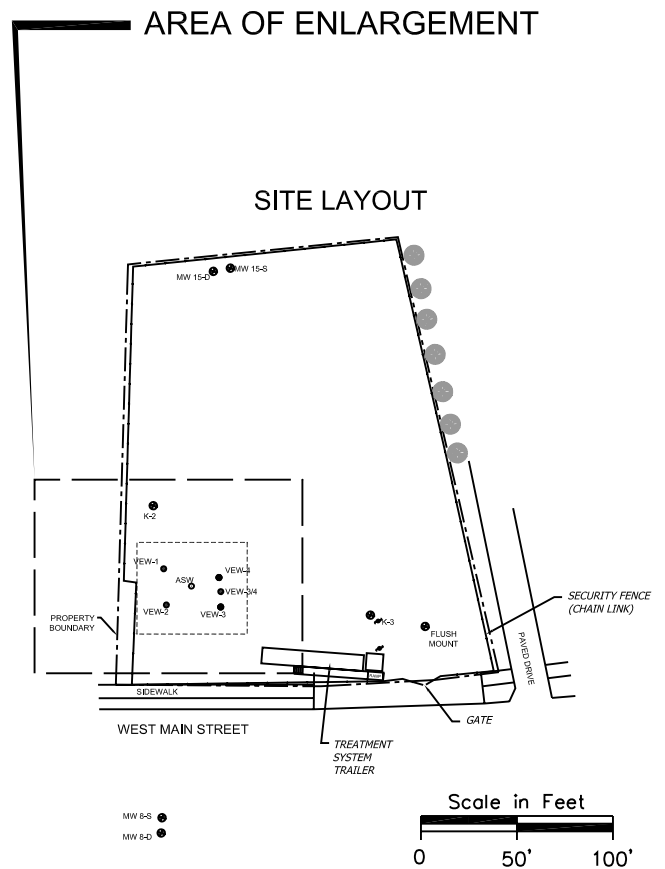 AREA OF ENLARGEMENT
SITE LAYOUT
MW 15-D
MW 15-S
K-2
VEW-1
ASW
VEW-4
VEW-3/4
VEW-2
VEW-3
PROPERTY
BOUNDARY
SECURITY FENCE
(CHAIN LINK)
K-3
FLUSH
MOUNT
PAVED DRIVE
SIDEWALK
GATE
WEST MAIN STREET
TREATMENT
SYSTEM
TRAILER
MW 8-S
MW 8-D
Scale in Feet
0 50' 100'